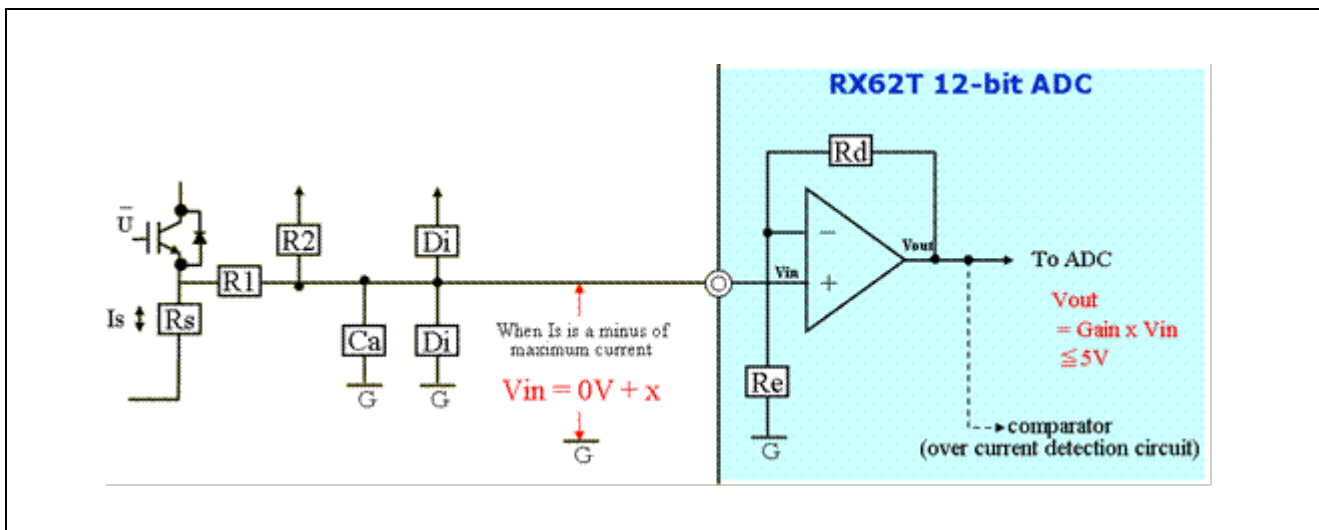 RX62T 12-bit ADC
Rd
U
R2
Di
Vout
To ADC
Vin
R1
Vout
= Gain x Vin
≦5V
Is
Rs
Ca
Di
When Is is a minus of
maximum current
Vin = 0V + x
Re
G
G
G
G
comparator
(over current detection circuit)